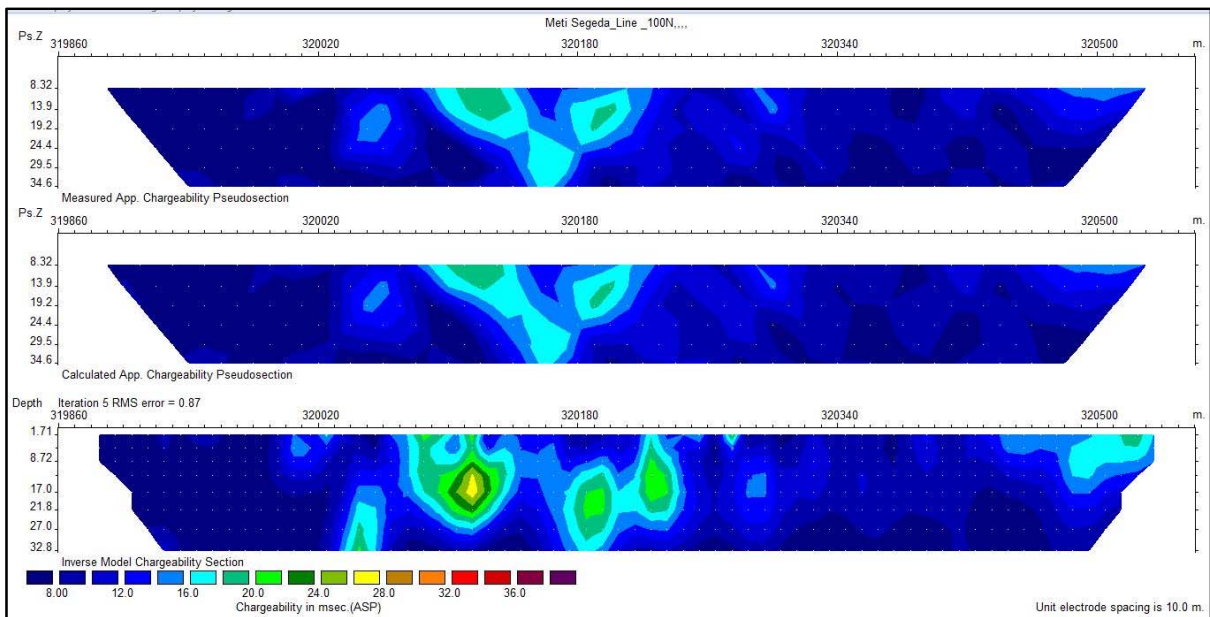 Meti Segeda_Line _100N,,,,
Ps.Z 319860 320020 320180 320340 320500 m.
8.32
13.9
19.2
24.4
29.5
34.6
Measured App. Chargeability Pseudosection
Ps.Z 319860 320020 320180 320340 320500 m.
8.32
13.9
19.2
24.4
29.5
34.6
Calculated App. Chargeability Pseudosection
Depth Iteration 5 RMS error = 0.87
319860 320020 320180 320340 320500 m.
1.71
8.72
17.0
21.8
27.0
32.8
Inverse Model Chargeability Section
8.00 12.0 16.0 20.0 24.0 28.0 32.0 36.0
Chargeability in msec.(ASP)
Unit electrode spacing is 10.0 m.